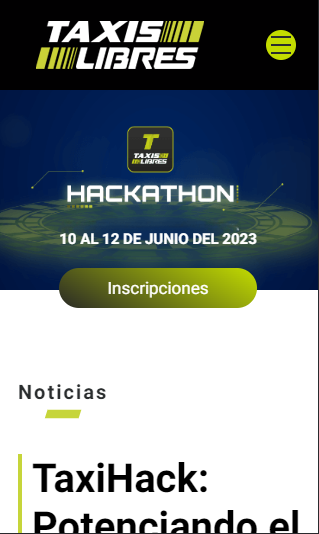 TAXIS
LIBRES
T
TAXIS
LIBRES
HACKATHON
10 AL 12 DE JUNIO DEL 2023
Inscripciones
Noticias
TaxiHack:
Potenciando el